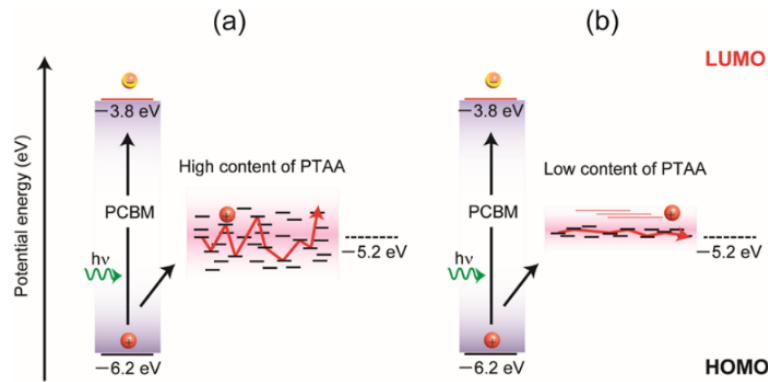 (a)
(b)
LUMO
Potential energy (eV)
−3.8 eV
High content of PTAA
PCBM
+
−5.2 eV
hν
+
−6.2 eV
−3.8 eV
Low content of PTAA
PCBM
+
−5.2 eV
hν
+
−6.2 eV
HOMO